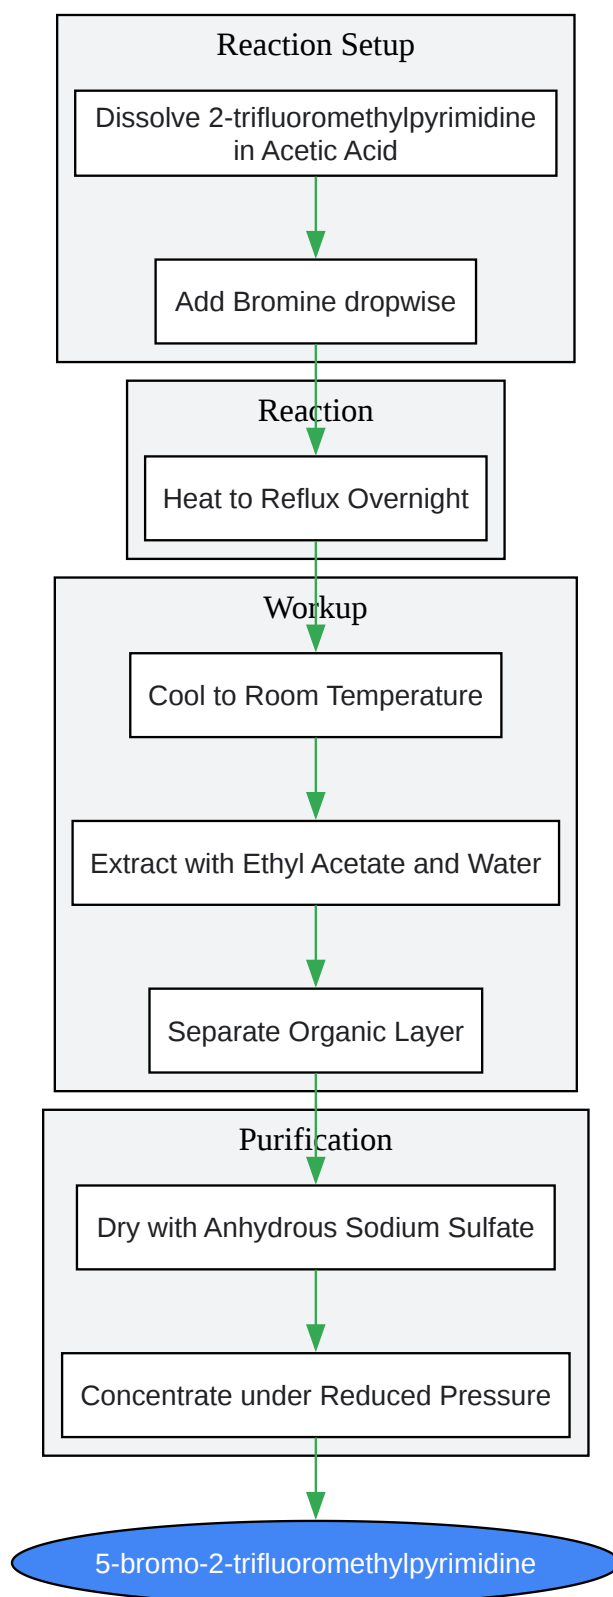 Reaction Setup
Dissolve 2-trifluoromethylpyrimidine
in Acetic Acid
Add Bromine dropwise
Reaction
Heat to Reflux Overnight
Workup
Cool to Room Temperature
Extract with Ethyl Acetate and Water
Separate Organic Layer
Purification
Dry with Anhydrous Sodium Sulfate
Concentrate under Reduced Pressure
5-bromo-2-trifluoromethylpyrimidine